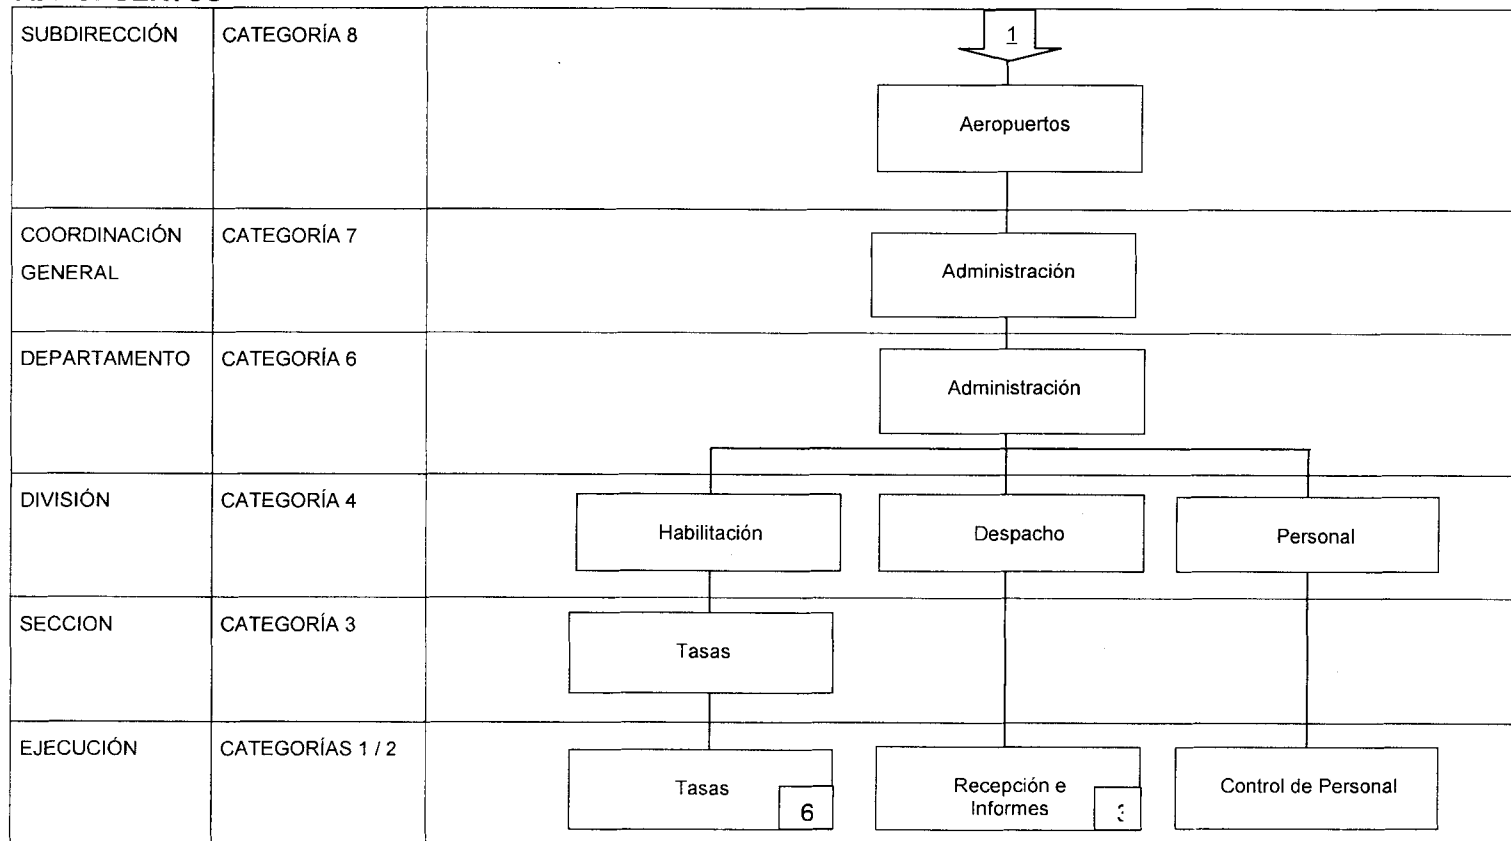 SUBDIRECCIÓN CATEGORÍA 8 1
Aeropuertos
COORDINACIÓN CATEGORÍA 7
GENERAL
Administración
DEPARTAMENTO CATEGORÍA 6
Administración
DIVISIÓN CATEGORÍA 4
Habilitación Despacho Personal
SECCION CATEGORÍA 3
Tasas
EJECUCIÓN CATEGORÍAS 1 / 2
Tasas 6
Recepción e
Informes
Control de Personal